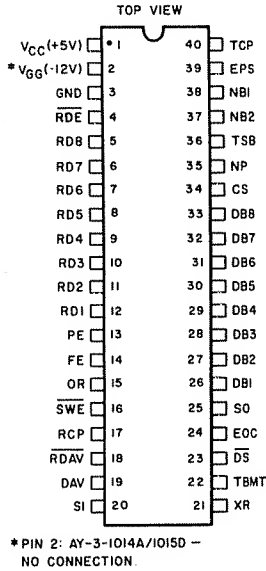 TOP VIEW
VCC(+5V) 1 40 TCP
*VGG(-12V) 2 39 EPS
GND 3 38 NB1
RDE 4 37 NB2
RD8 5 36 TSB
RD7 6 35 NP
RD6 7 34 CS
RD5 8 33 DB8
RD4 9 32 DB7
RD3 10 31 DB6
RD2 11 30 DB5
RD1 12 29 DB4
PE 13 28 DB3
FE 14 27 DB2
OR 15 26 DB1
SWE 16 25 SO
RCP 17 24 EOC
RDAV 18 23 DS
DAV 19 22 TBMT
SI 20 21 XR
*PIN 2: AY-3-1014A/1015D –
NO CONNECTION.